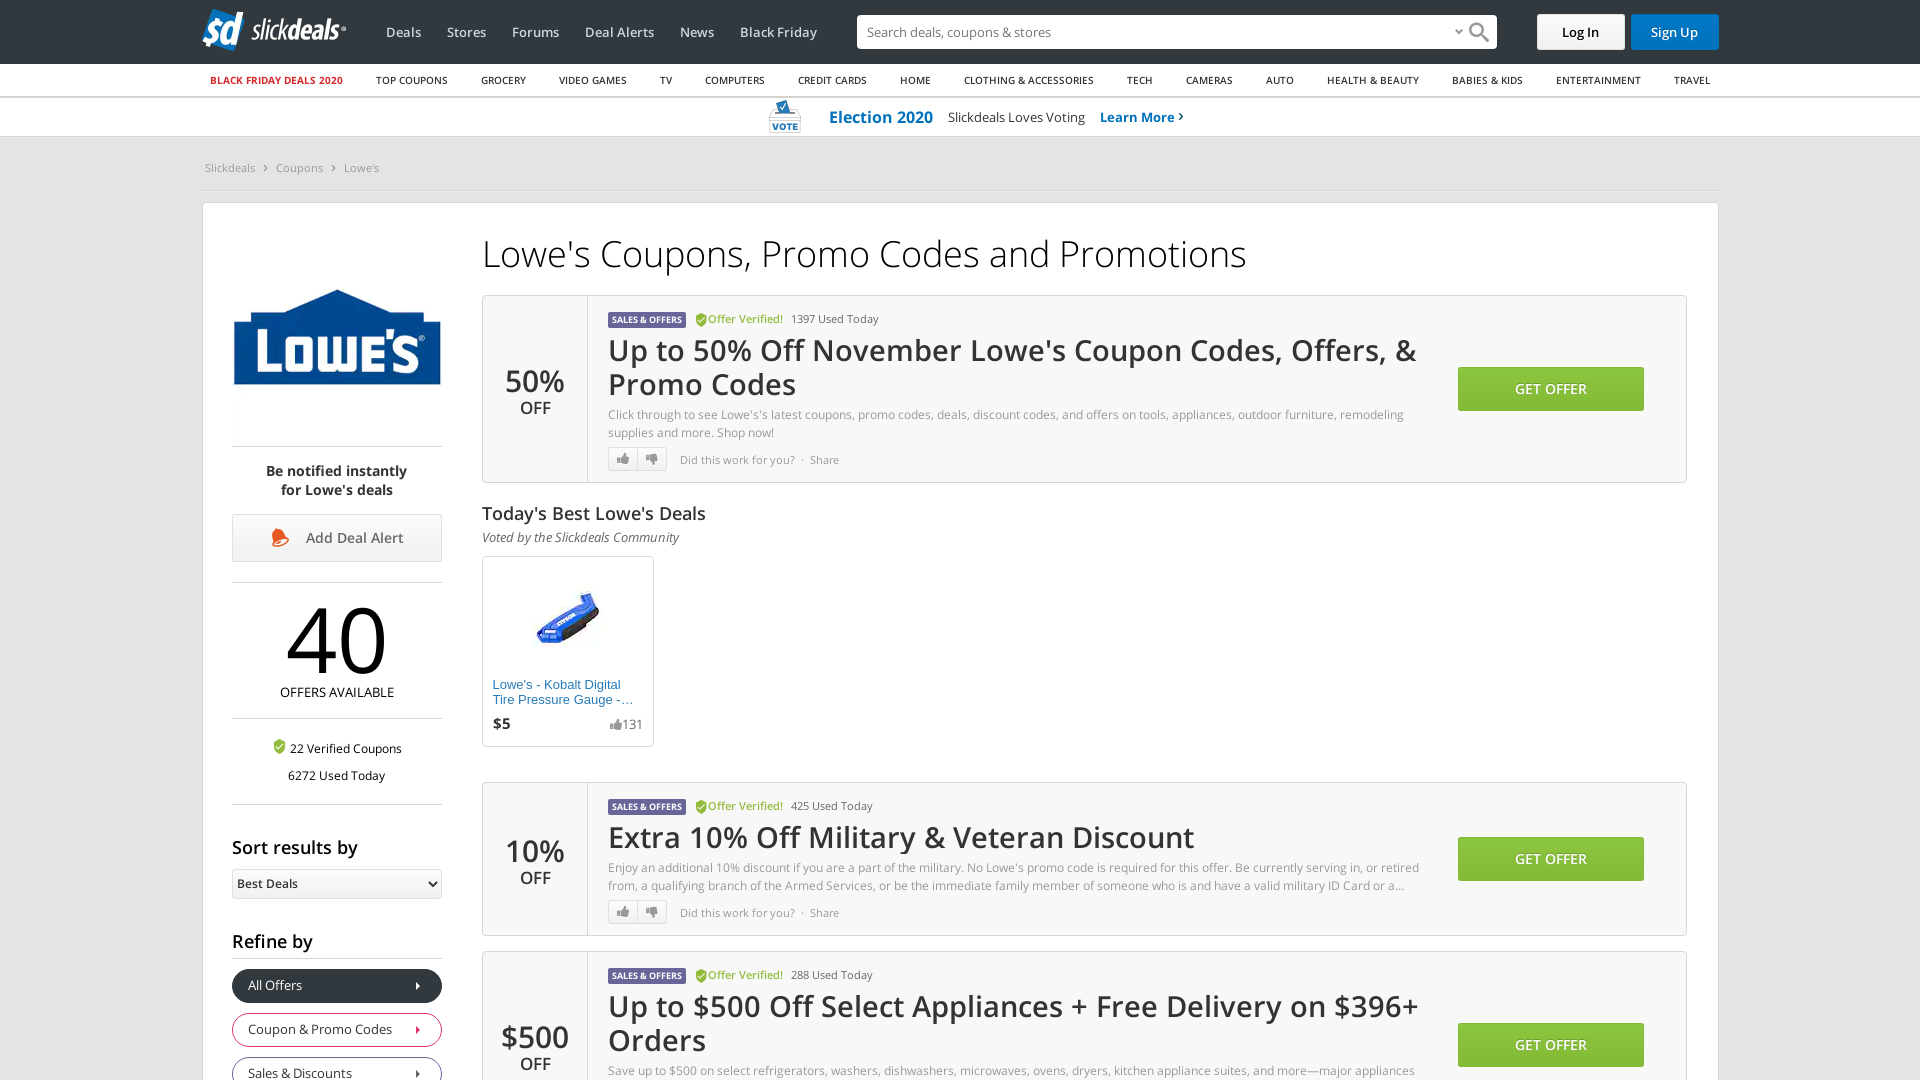 sd slickdeals
Deals Stores Forums Deal Alerts News Black Friday
Search deals, coupons & stores
Log In
Sign Up
BLACK FRIDAY DEALS 2020 TOP COUPONS GROCERY VIDEO GAMES TV COMPUTERS CREDIT CARDS HOME CLOTHING & ACCESSORIES TECH CAMERAS AUTO HEALTH & BEAUTY BABIES & KIDS ENTERTAINMENT TRAVEL
VOTE Election 2020 Slickdeals Loves Voting Learn More
Slickdeals Coupons Lowe's
LOWE'S®
Be notified instantly
for Lowe's deals
Add Deal Alert
40
OFFERS AVAILABLE
22 Verified Coupons
6272 Used Today
Sort results by
Best Deals
Refine by
All Offers
Coupon & Promo Codes
Sales & Discounts
Lowe's Coupons, Promo Codes and Promotions
50%
OFF
SALES & OFFERS Offer Verified! 1397 Used Today
Up to 50% Off November Lowe's Coupon Codes, Offers, &
Promo Codes
Click through to see Lowe's's latest coupons, promo codes, deals, discount codes, and offers on tools, appliances, outdoor furniture, remodeling
supplies and more. Shop now!
Did this work for you? · Share
GET OFFER
Today's Best Lowe's Deals
Voted by the Slickdeals Community
Lowe's - Kobalt Digital
Tire Pressure Gauge -...
$5 131
10%
OFF
SALES & OFFERS Offer Verified! 425 Used Today
Extra 10% Off Military & Veteran Discount
Enjoy an additional 10% discount if you are a part of the military. No Lowe's promo code is required for this offer. Be currently serving in, or retired
from, a qualifying branch of the Armed Services, or be the immediate family member of someone who is and have a valid military ID Card or a...
Did this work for you? · Share
GET OFFER
$500
OFF
SALES & OFFERS Offer Verified! 288 Used Today
Up to $500 Off Select Appliances + Free Delivery on $396+
Orders
Save up to $500 on select refrigerators, washers, dishwashers, microwaves, ovens, dryers, kitchen appliance suites, and more—major appliances
GET OFFER